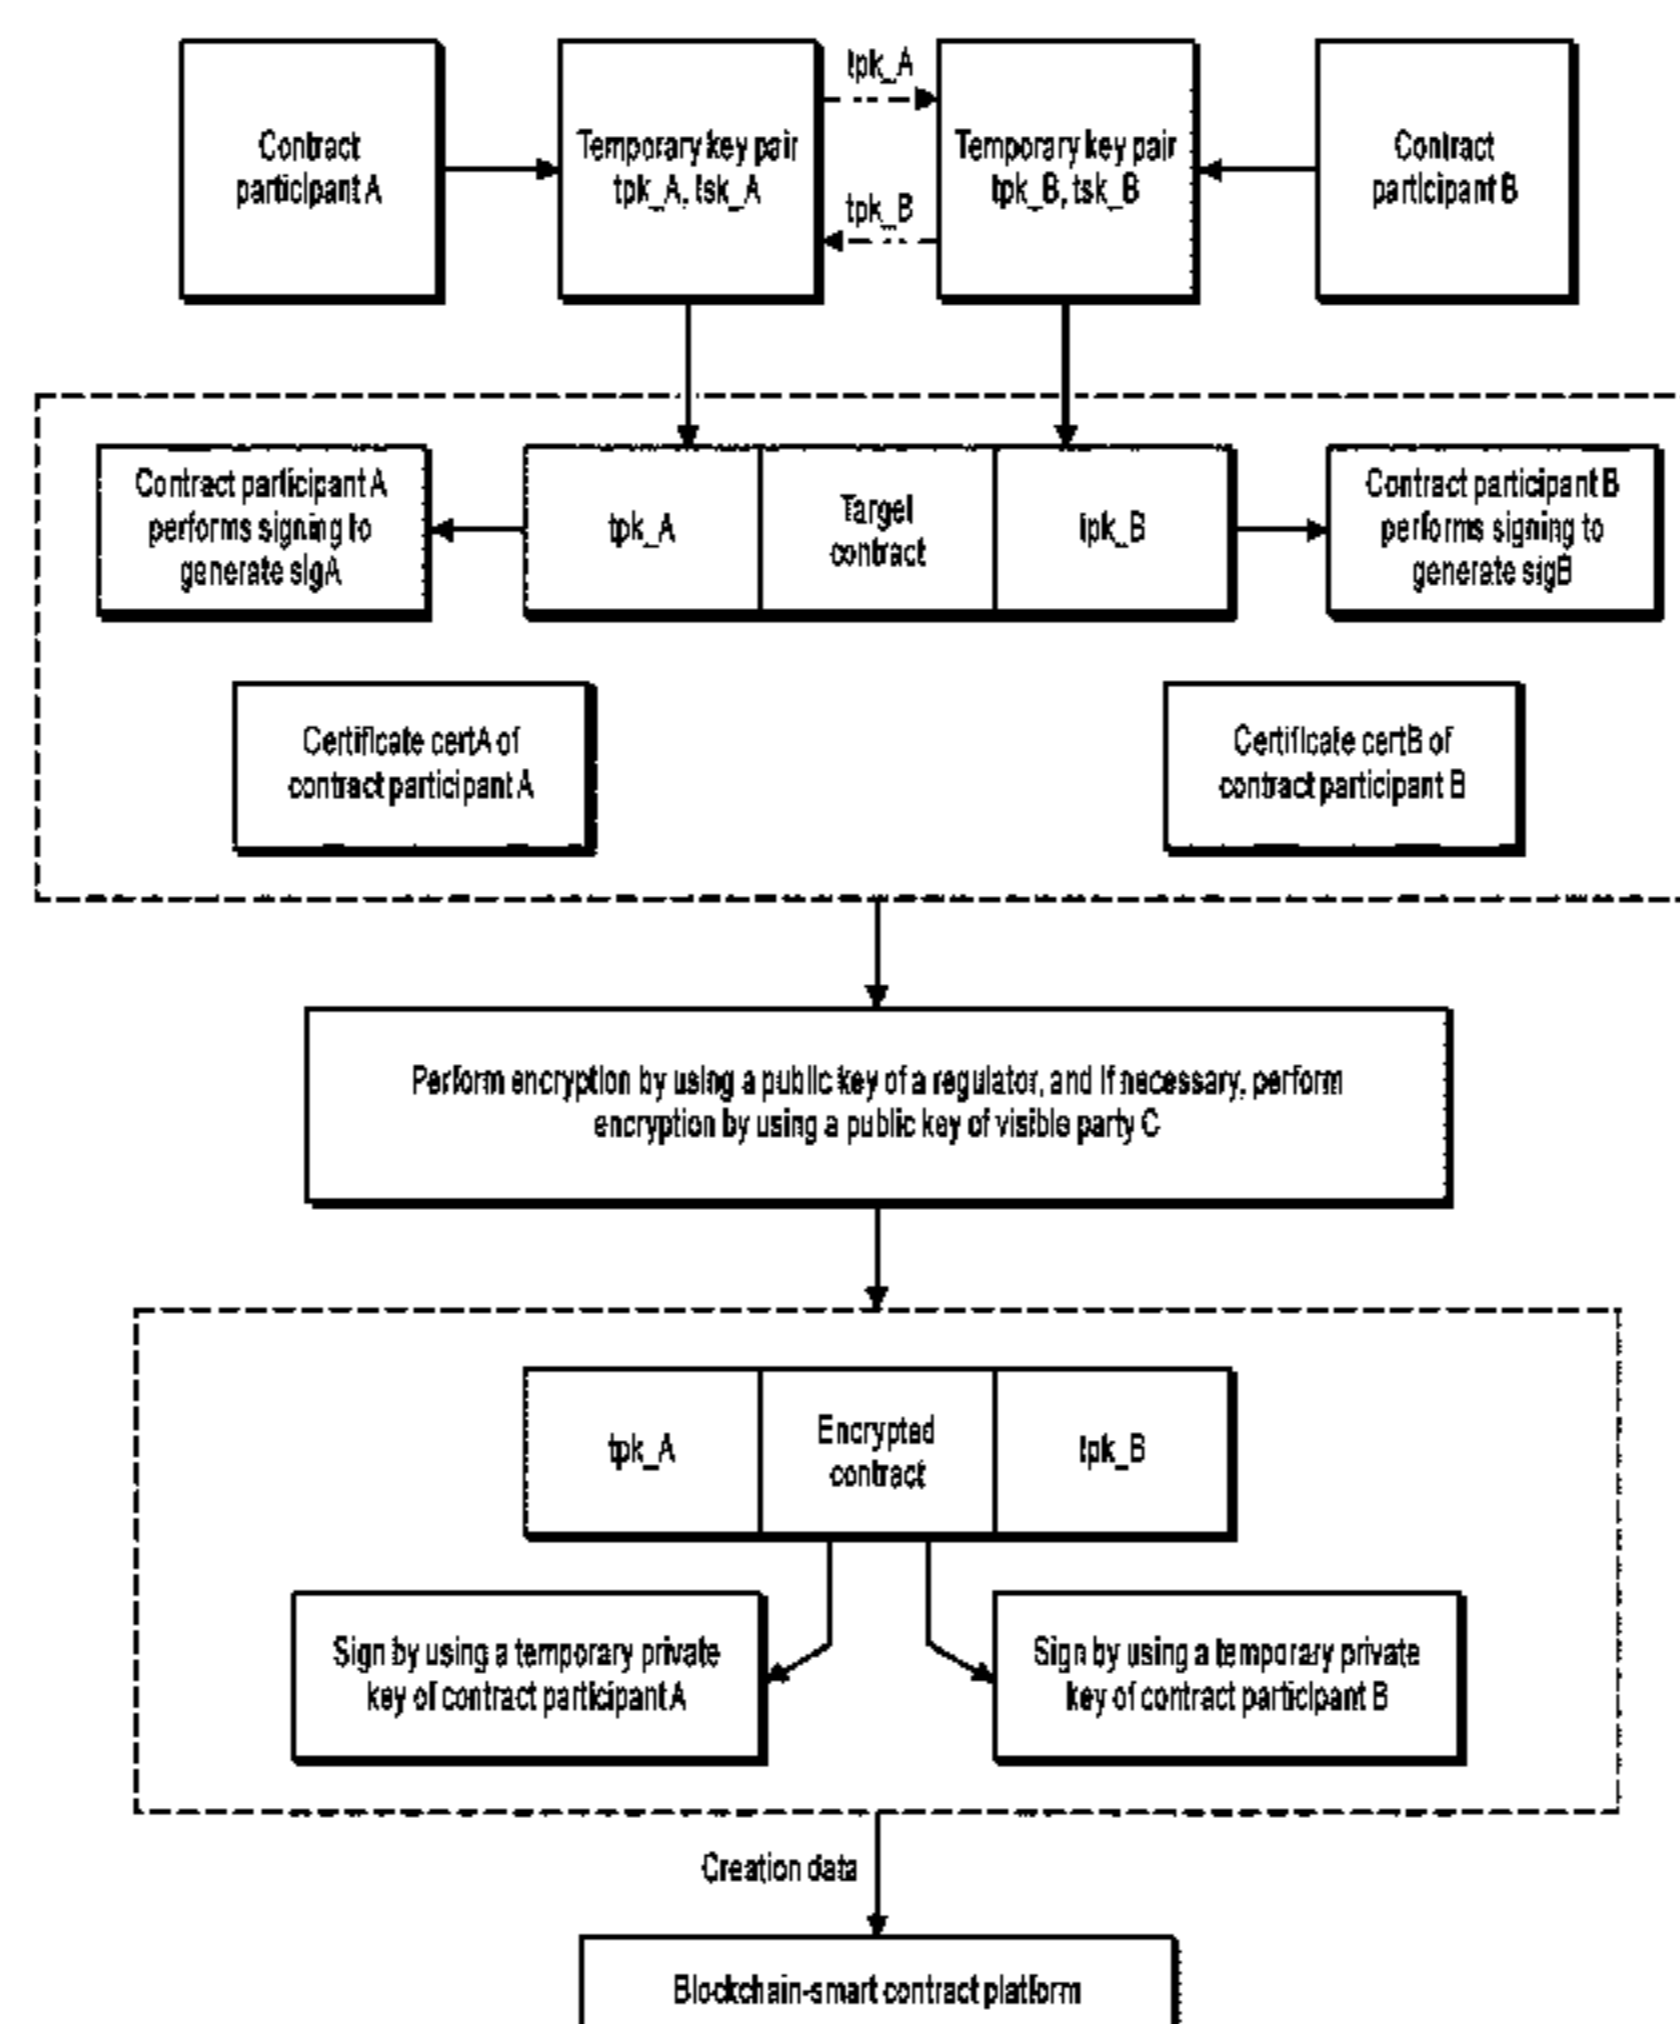 Contract
participant A
Temporary key pair
tpk_A, tsk_A
tpk_A
tpk_B
Temporary key pair
tpk_B, tsk_B
Contract
participant B
Contract participant A
performs signing to
generate sigA
tpk_A
Target
contract
tpk_B
Contract participant B
performs signing to
generate sigB
Certificate certA of
contract participant A
Certificate certB of
contract participant B
Perform encryption by using a public key of a regulator, and if necessary, perform
encryption by using a public key of visible party C
tpk_A
Encrypted
contract
tpk_B
Sign by using a temporary private
key of contract participant A
Sign by using a temporary private
key of contract participant B
Creation data
Blockchain-smart contract platform